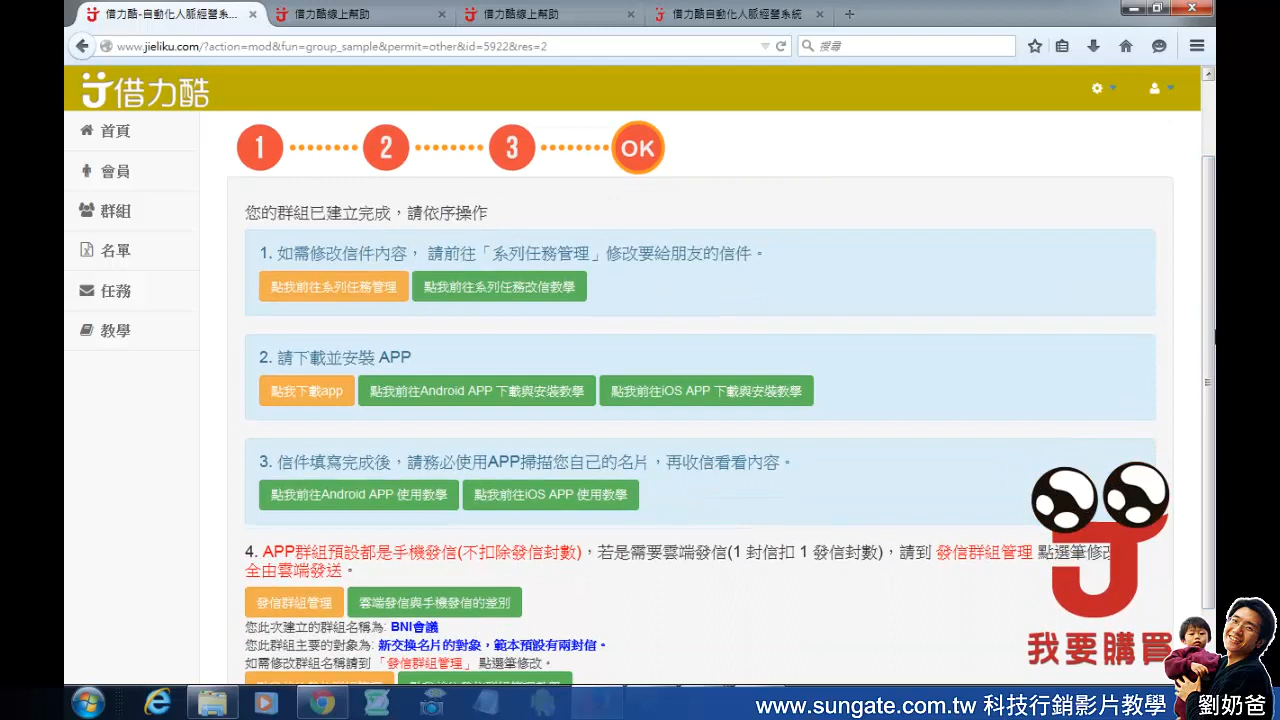 借力酷-自動化人脈經營系...
借力酷線上幫助
借力酷線上幫助
借力酷自動化人脈經營系統
www.jieliku.com/?action=mod&fun=group_sample&permit=other&id=5922&res=2
搜尋
借力酷
首頁
會員
群組
名單
任務
教學
1
2
3
OK
您的群組已建立完成，請依序操作
1. 如需修改信件內容， 請前往「系列任務管理」修改要給朋友的信件。
點我前往系列任務管理
點我前往系列任務改信教學
2. 請下載並安裝 APP
點我下載app
點我前往Android APP 下載與安裝教學
點我前往iOS APP 下載與安裝教學
3. 信件填寫完成後，請務必使用APP掃描您自己的名片，再收信看看內容。
點我前往Android APP 使用教學
點我前往iOS APP 使用教學
4. APP群組預設都是手機發信(不扣除發信封數)，若是需要雲端發信(1 封信扣 1 發信封數)，請到 發信群組管理 點選筆修改
全由雲端發送。
發信群組管理
雲端發信與手機發信的差別
您此次建立的群組名稱為: BNI會議
您此群組主要的對象為: 新交換名片的對象，範本預設有兩封信。
如需修改群組名稱請到「發信群組管理」 點選筆修改。
我要購買
www.sungate.com.tw 科技行銷影片教學
劉奶爸